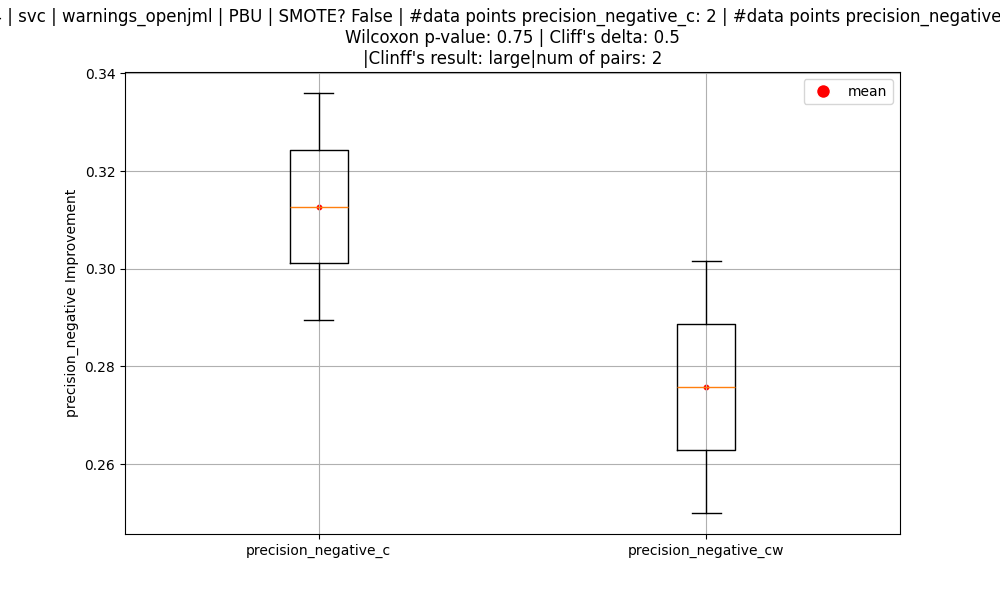 | svc | warnings_openjml | PBU | SMOTE? False | #data points precision_negative_c: 2 | #data points precision_negative
Wilcoxon p-value: 0.75 | Cliff's delta: 0.5
|Clinff's result: large|num of pairs: 2
mean
0.34
0.32
0.30
0.28
0.26
precision_negative Improvement
precision_negative_c
precision_negative_cw